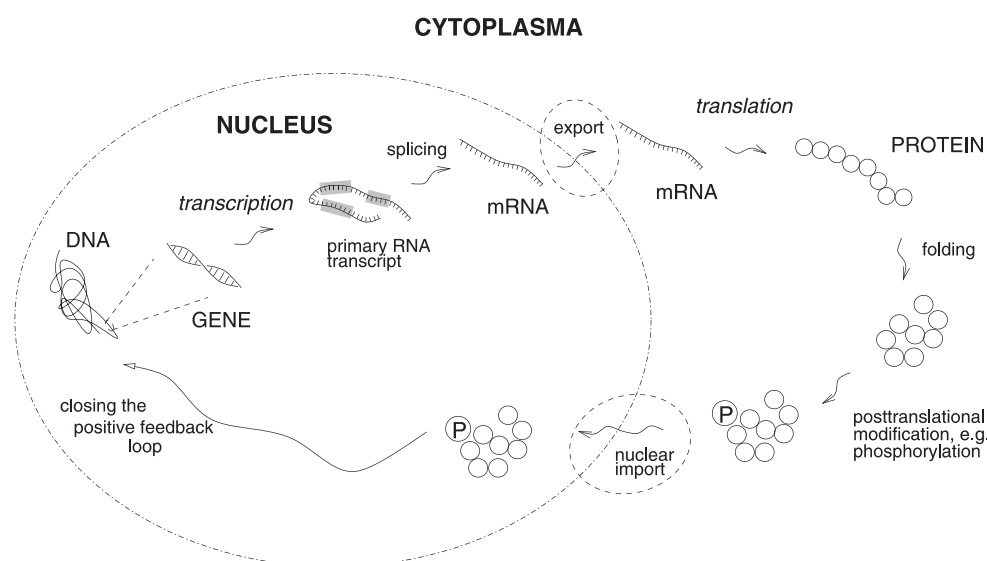 CYTOPLASMA
NUCLEUS
export
translation
PROTEIN
splicing
mRNA
mRNA
transcription
primary RNA
transcript
DNA
GENE
folding
closing the
positive feedback
loop
P
nuclear
import
P
posttranslational
modification, e.g.
phosphorylation